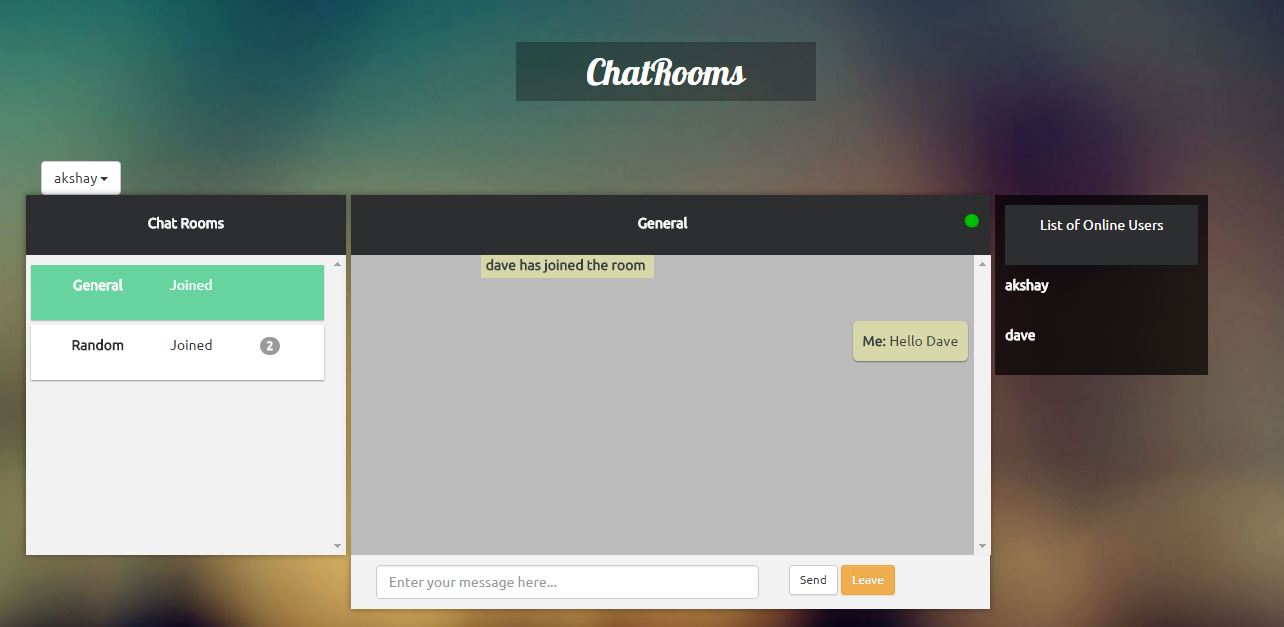 ChatRooms
akshay
Chat Rooms
General Joined
Random Joined 2
General
dave has joined the room
Me: Hello Dave
Enter your message here...
Send Leave
List of Online Users
akshay
dave